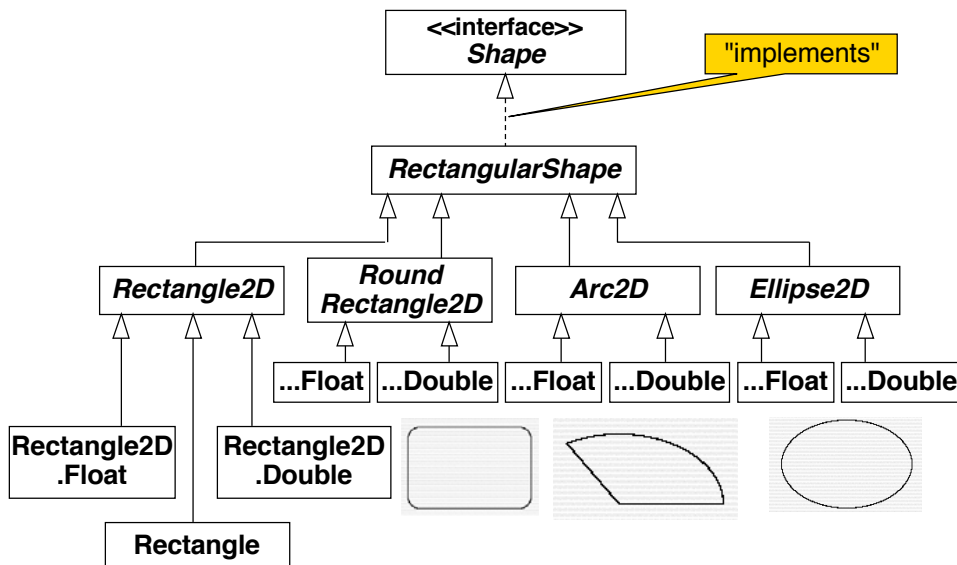 <<interface>>
Shape
"implements"
RectangularShape
Rectangle2D
Round
Rectangle2D
Arc2D
Ellipse2D
...Float
...Double
...Float
...Double
...Float
...Double
Rectangle2D
.Float
Rectangle2D
.Double
Rectangle